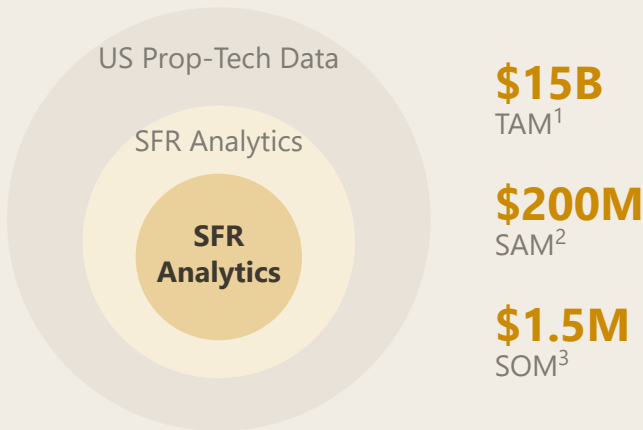 US Prop-Tech Data
SFR Analytics
SFR
Analytics
$15B
TAM¹
$200M
SAM²
$1.5M
SOM³